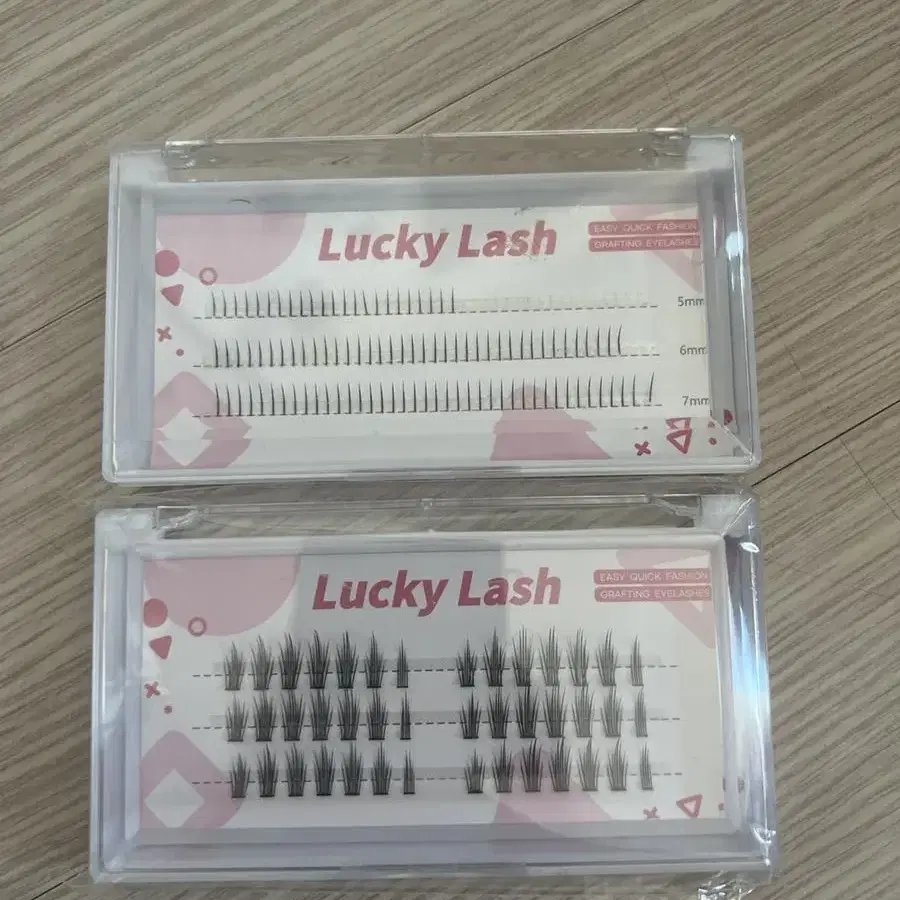 Lucky Lash
EASY QUICK FASHION
GRAFTING EYELASHES
5mm
6mm
7mm
Lucky Lash
EASY QUICK FASHION
GRAFTING EYELASHES